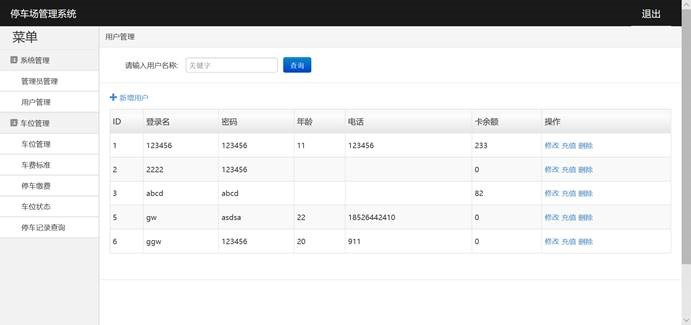 停车场管理系统 退出
菜单
系统管理
管理员管理
用户管理
车位管理
车位管理
车费标准
停车缴费
车位状态
停车记录查询
用户管理
请输入用户名称: 关键字 查询
新增用户
ID 登录名 密码 年龄 电话 卡余额 操作
1 123456 123456 11 123456 233 修改 充值 删除
2 2222 123456 0 修改 充值 删除
3 abcd abcd 82 修改 充值 删除
5 gw asdsa 22 18526442410 0 修改 充值 删除
6 ggw 123456 20 911 0 修改 充值 删除